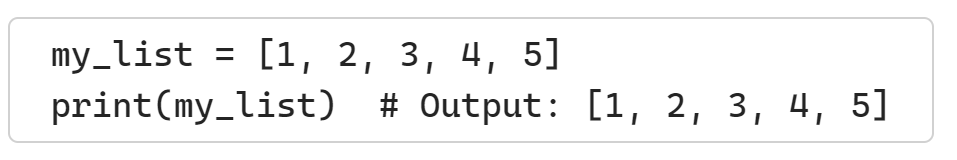 my_list = [1, 2, 3, 4, 5]
print(my_list)  # Output: [1, 2, 3, 4, 5]